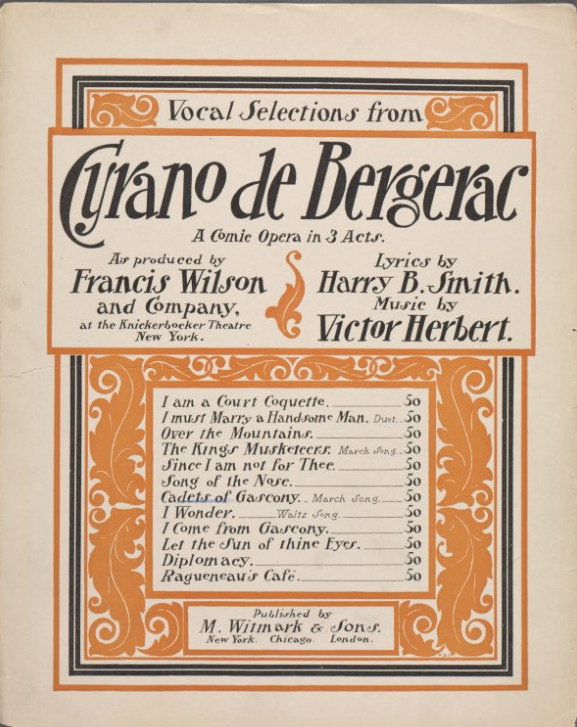 Vocal Selections from
Cyrano de Bergerac
A Comic Opera in 3 Acts.
As produced by
Francis Wilson
and Company,
at the Knickerbocker Theatre
New York.
Lyrics by
Harry B. Smith.
Music by
Victor Herbert.
I am a Court Coquette. 50
I must Marry a Handsome Man. Duet. 50
Over the Mountains. 50
The Kings Musketeers. March Song. 50
Since I am not for Thee. 50
Song of the Nose. 50
Cadets of Gascony. March Song. 50
I Wonder. Waltz Song. 50
I Come from Gascony. 50
Let the Sun of thine Eyes. 50
Diplomacy. 50
Ragueneau's Café. 50
Published by
M. Witmark & Sons.
New York. Chicago. London.